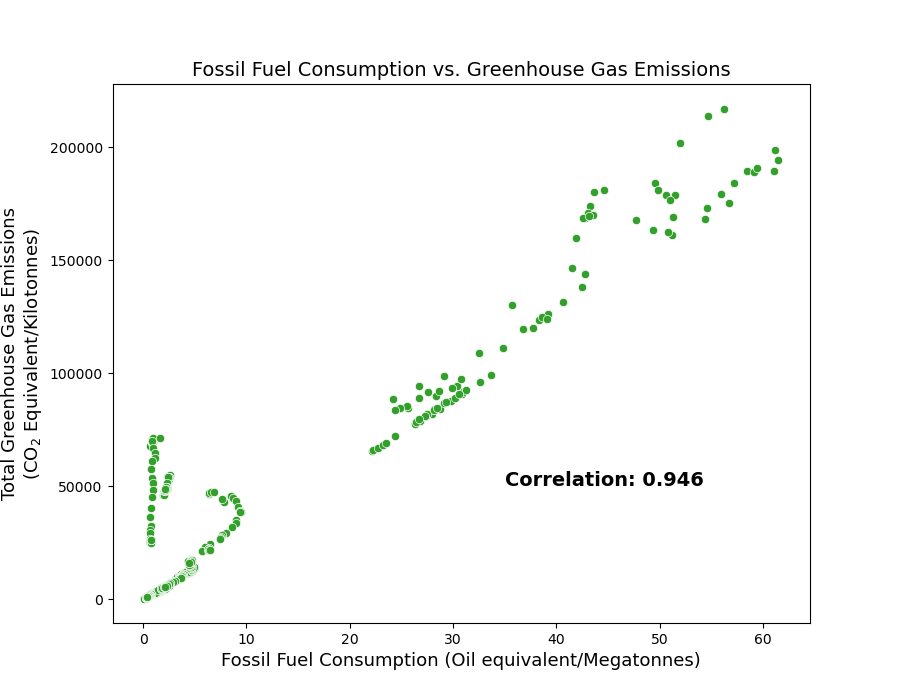 Fossil Fuel Consumption vs. Greenhouse Gas Emissions
Total Greenhouse Gas Emissions
(CO₂ Equivalent/Kilotonnes)
200000
150000
100000
50000
0
Correlation: 0.946
0 10 20 30 40 50 60
Fossil Fuel Consumption (Oil equivalent/Megatonnes)